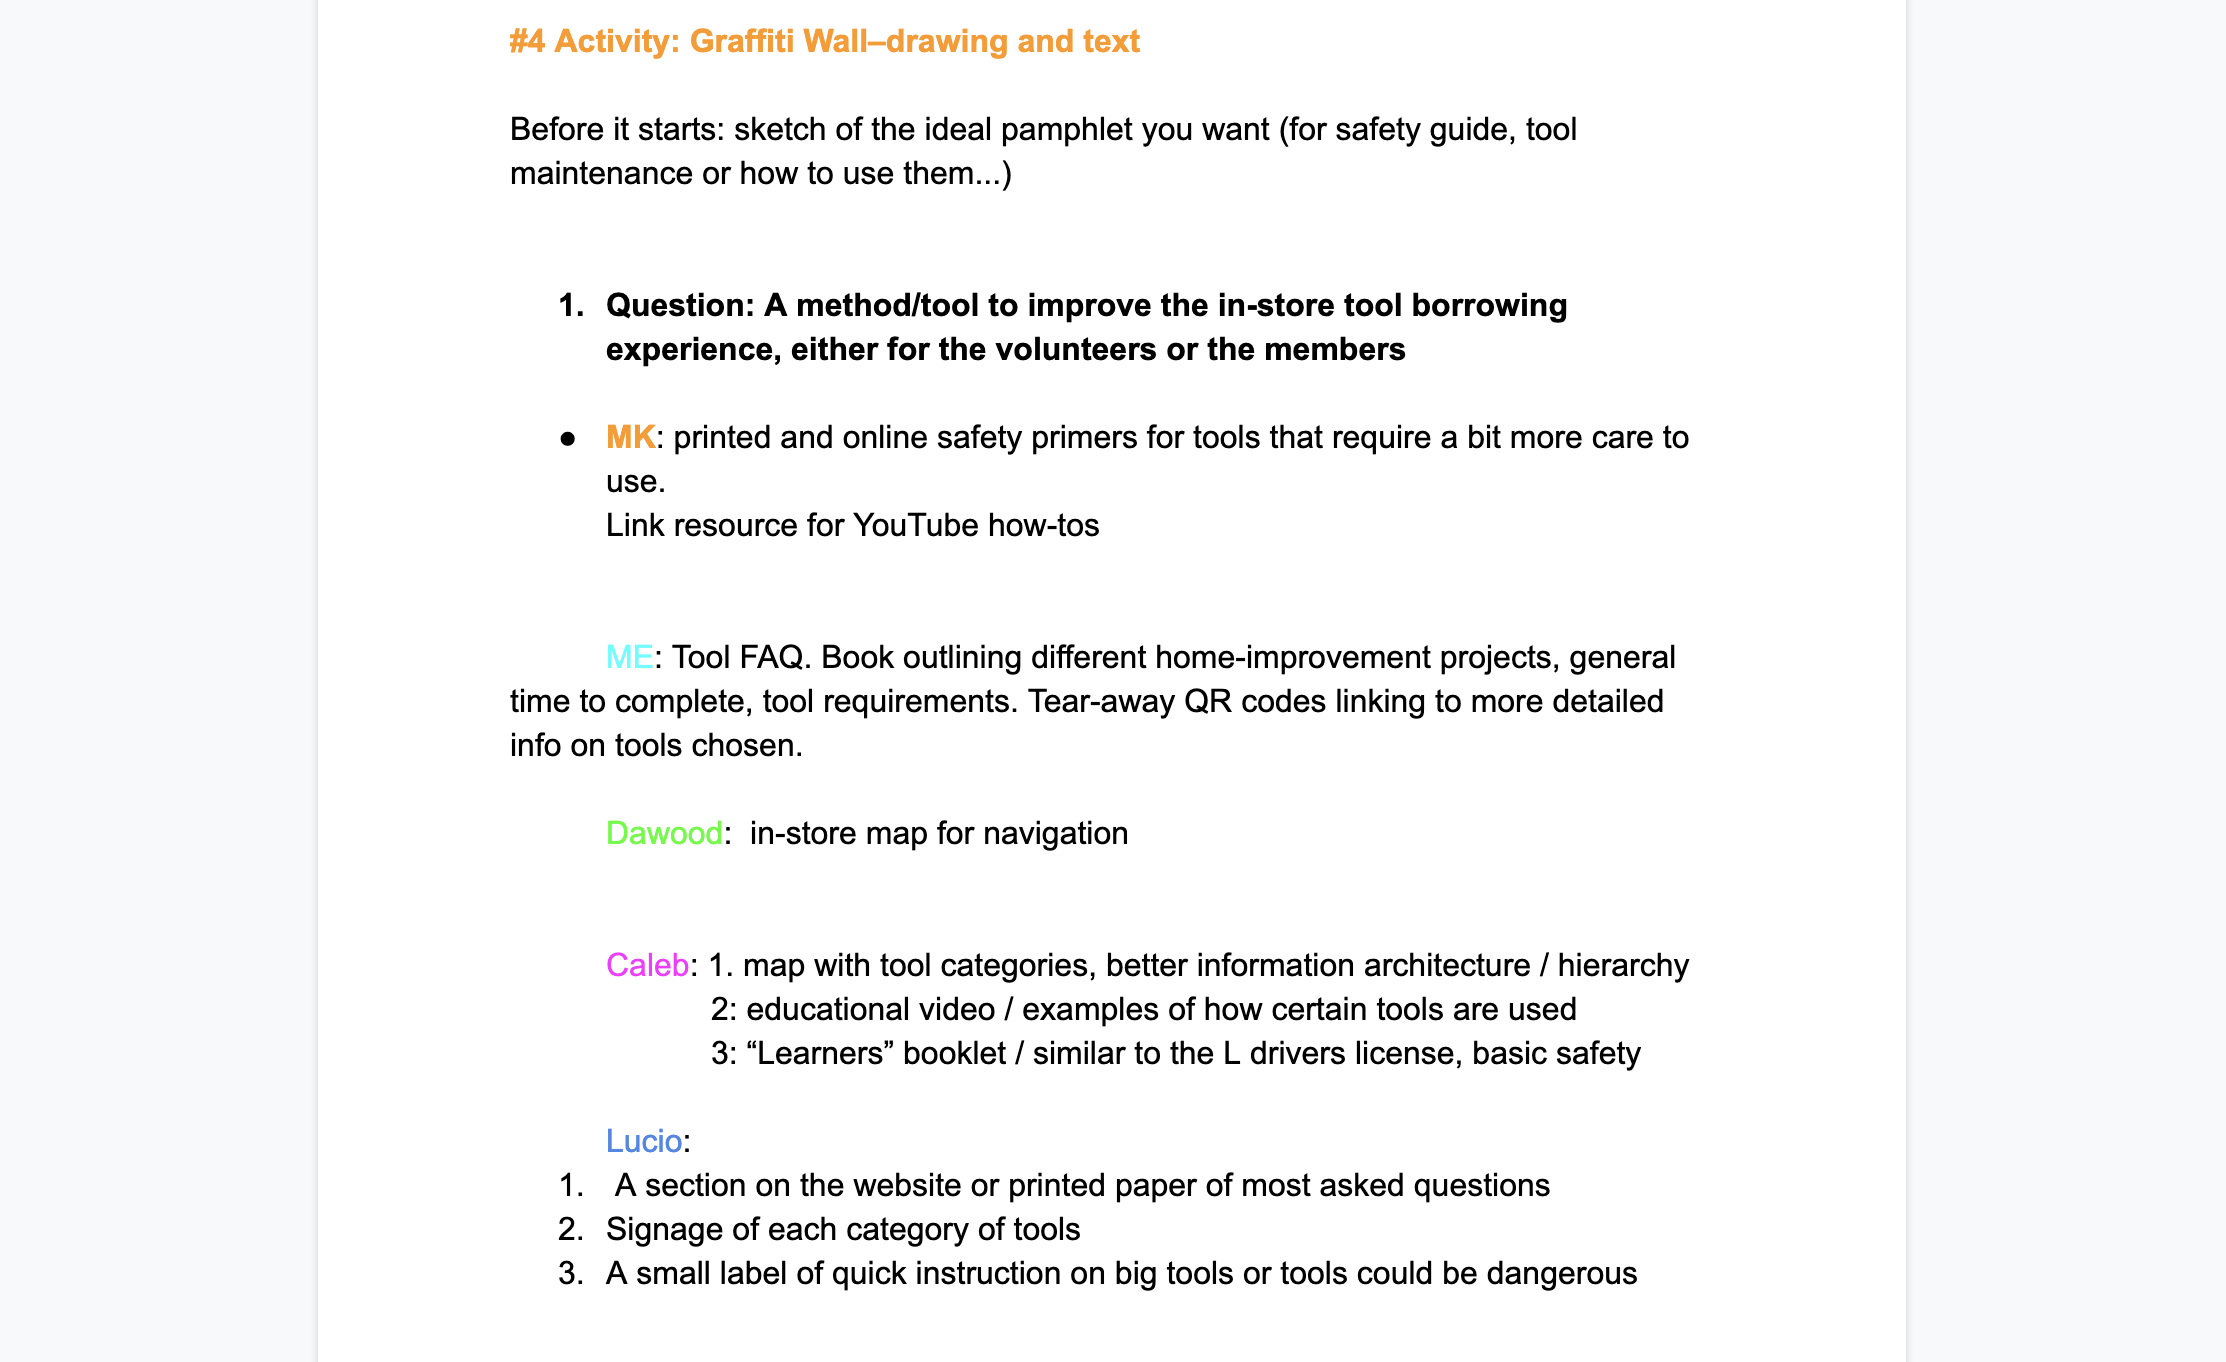 #4 Activity: Graffiti Wall–drawing and text
Before it starts: sketch of the ideal pamphlet you want (for safety guide, tool
maintenance or how to use them...)
1. Question: A method/tool to improve the in-store tool borrowing
experience, either for the volunteers or the members
● MK: printed and online safety primers for tools that require a bit more care to
use.
Link resource for YouTube how-tos
ME: Tool FAQ. Book outlining different home-improvement projects, general
time to complete, tool requirements. Tear-away QR codes linking to more detailed
info on tools chosen.
Dawood:  in-store map for navigation
Caleb: 1. map with tool categories, better information architecture / hierarchy
2: educational video / examples of how certain tools are used
3: “Learners” booklet / similar to the L drivers license, basic safety
Lucio:
1. A section on the website or printed paper of most asked questions
2. Signage of each category of tools
3. A small label of quick instruction on big tools or tools could be dangerous